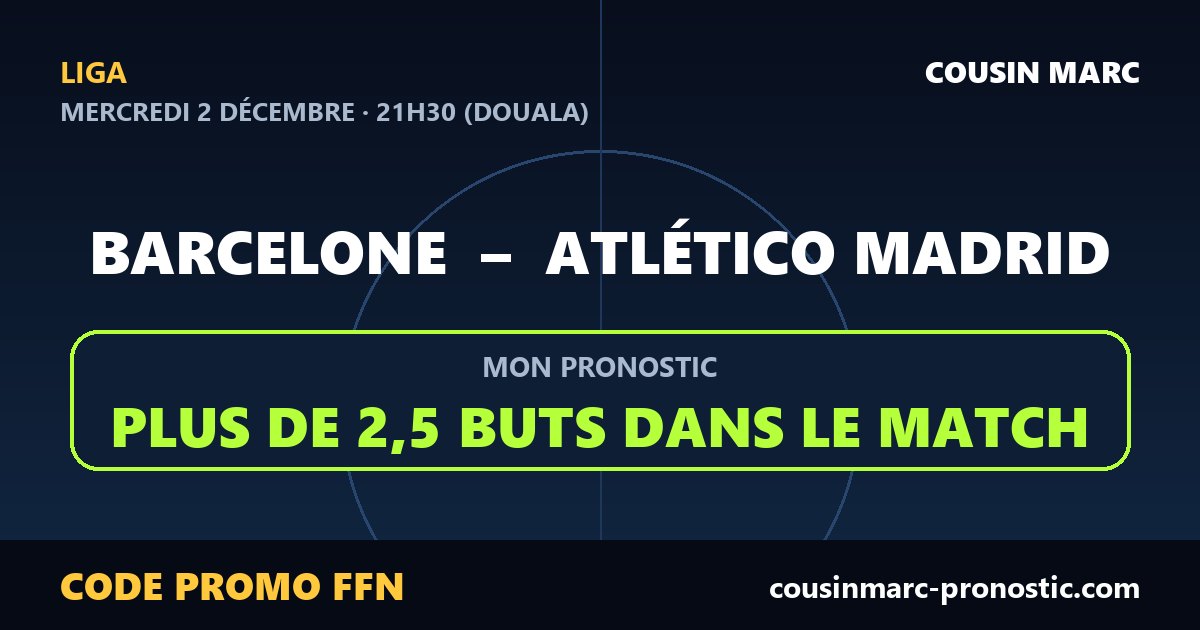 LIGA
COUSIN MARC
MERCREDI 2 DÉCEMBRE · 21H30 (DOUALA)
BARCELONE – ATLÉTICO MADRID
MON PRONOSTIC
PLUS DE 2,5 BUTS DANS LE MATCH
CODE PROMO FFN
cousinmarc-pronostic.com